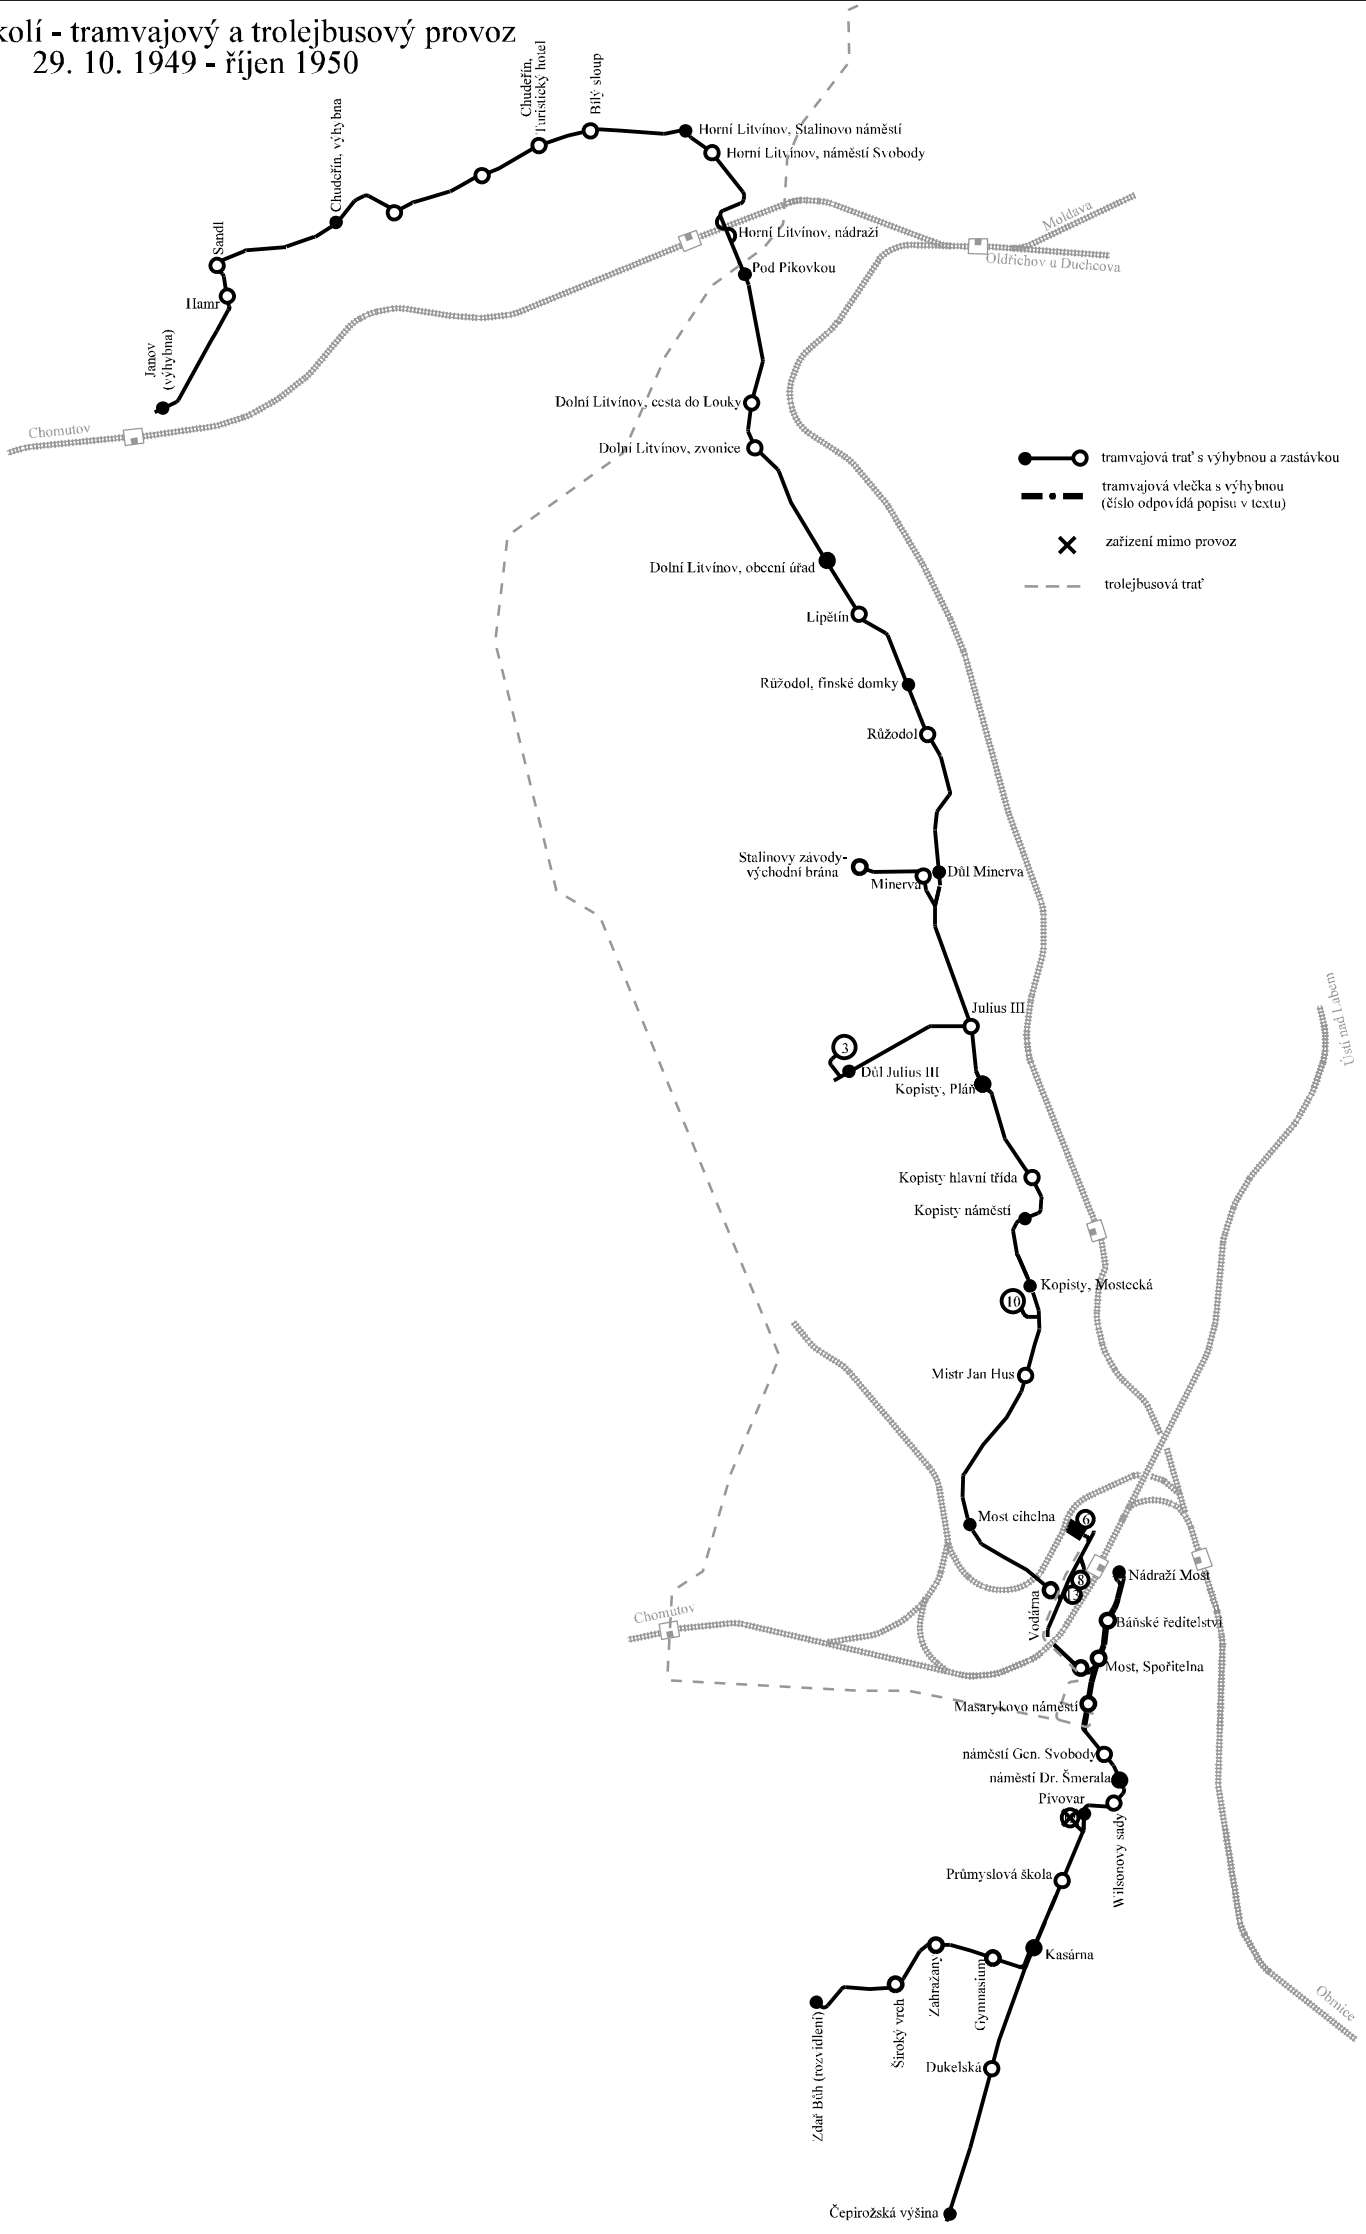 kolí - tramvajový a trolejbusový provoz
29. 10. 1949 - říjen 1950
Chudeřín,
Turistický hotel
Bílý sloup
Chudeřín, výhybna
Horní Litvínov, Stalinovo náměstí
Horní Litvínov, náměstí Svobody
Sandl
Horní Litvínov, nádraží
Moldava
Oldřichov u Duchcova
Pod Pikovkou
Hamr
Janov
(výhybna)
Chomutov
Dolní Litvínov, cesta do Louky
Dolní Litvínov, zvonice
tramvajová trať s výhybnou a zastávkou
tramvajová vlečka s výhybnou
(číslo odpovídá popisu v textu)
zařízení mimo provoz
trolejbusová trať
Dolní Litvínov, obecní úřad
Lipětín
Růžodol, finské domky
Růžodol
Stalinovy závody-
východní brána
Minerva
Důl Minerva
Julius III
Ústí nad Labem
3
Důl Julius III
Kopisty, Pláň
Kopisty hlavní třída
Kopisty náměstí
Kopisty, Mostecká
10
Mistr Jan Hus
Most cihelna
6
8
13
Nádraží Most
Vodárna
Chomutov
Báňské ředitelství
Most, Spořitelna
Masarykovo náměstí
náměstí Gen. Svobody
náměstí Dr. Šmerala
Pivovar
Wilsonovy sady
Průmyslová škola
Kasárna
Gymnasium
Zahražany
Široký vrch
Zdař Bůh (rozvidlení)
Obrnice
Dukelská
Čepirožská výšina